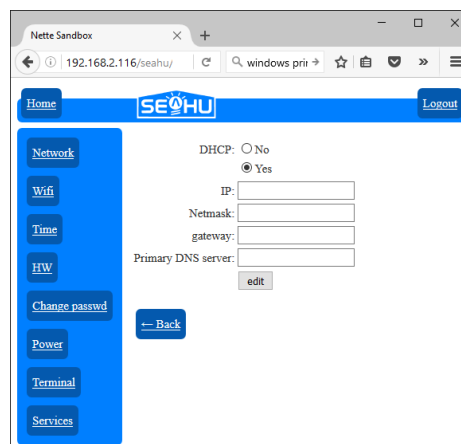 Nette Sandbox
192.168.2.116/seahu/
windows prir
Home
SEAHU
Logout
Network
Wifi
Time
HW
Change passwd
Power
Terminal
Services
DHCP: No
Yes
IP:
Netmask:
gateway:
Primary DNS server:
edit
← Back